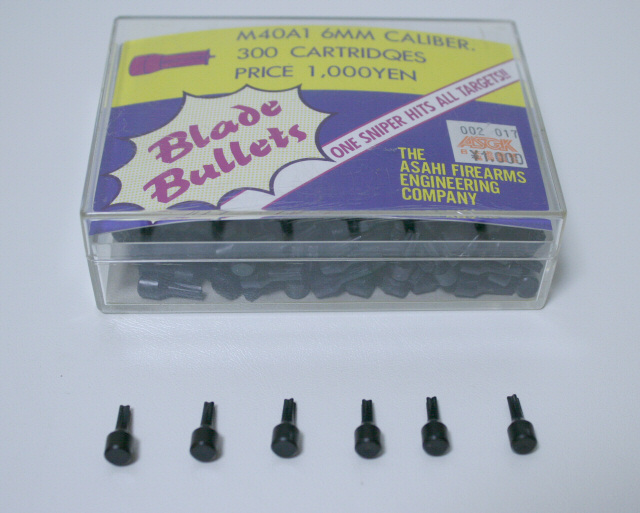 M40A1 6MM CALIBER.
300 CARTRIDQES
PRICE 1,000YEN
Blade
Bullets
ONE SNIPER HITS ALL TARGETS!!
002 017
¥1,000
THE
ASAHI FIREARMS
ENGINEERING
COMPANY